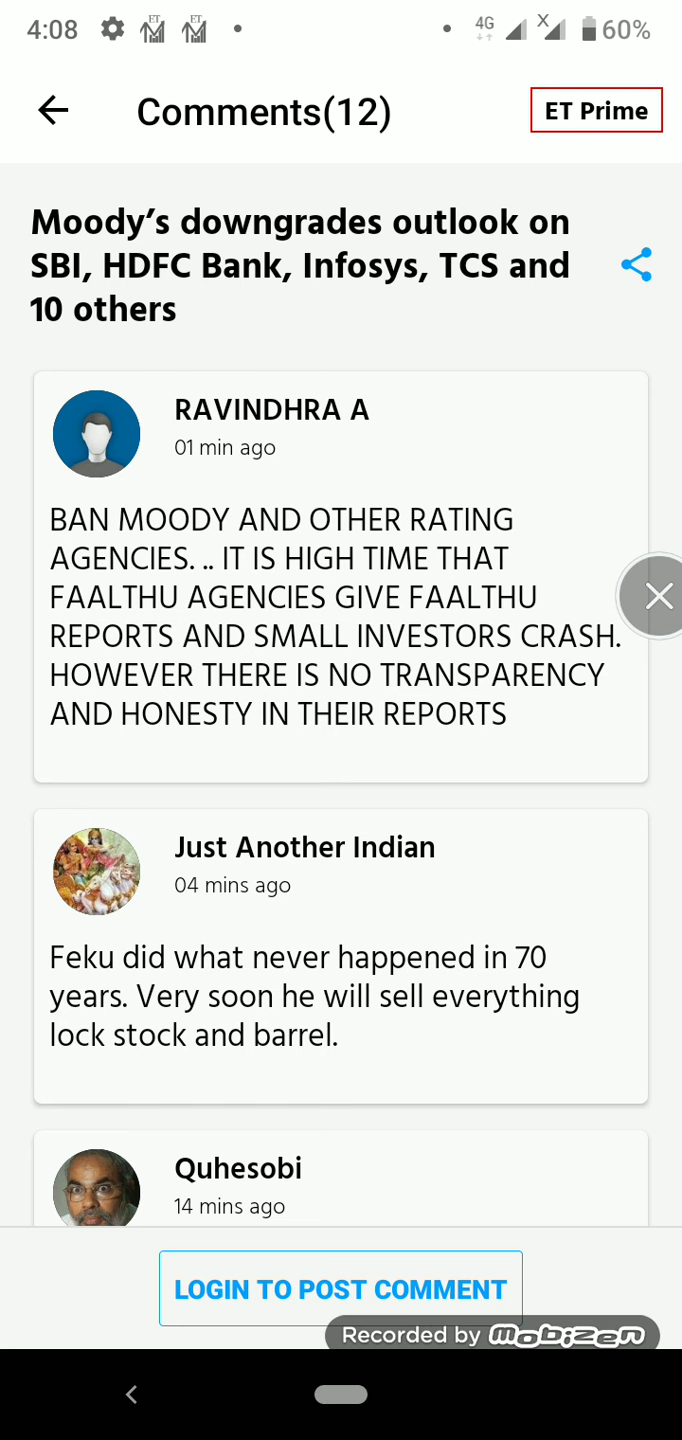 4:08
ET
ET
4G
X
60%
Comments(12)
ET Prime
Moody's downgrades outlook on
SBI, HDFC Bank, Infosys, TCS and
10 others
RAVINDHRA A
01 min ago
BAN MOODY AND OTHER RATING
AGENCIES. .. IT IS HIGH TIME THAT
FAALTHU AGENCIES GIVE FAALTHU
REPORTS AND SMALL INVESTORS CRASH.
HOWEVER THERE IS NO TRANSPARENCY
AND HONESTY IN THEIR REPORTS
Just Another Indian
04 mins ago
Feku did what never happened in 70
years. Very soon he will sell everything
lock stock and barrel.
Quhesobi
14 mins ago
LOGIN TO POST COMMENT
Recorded by Mobizen